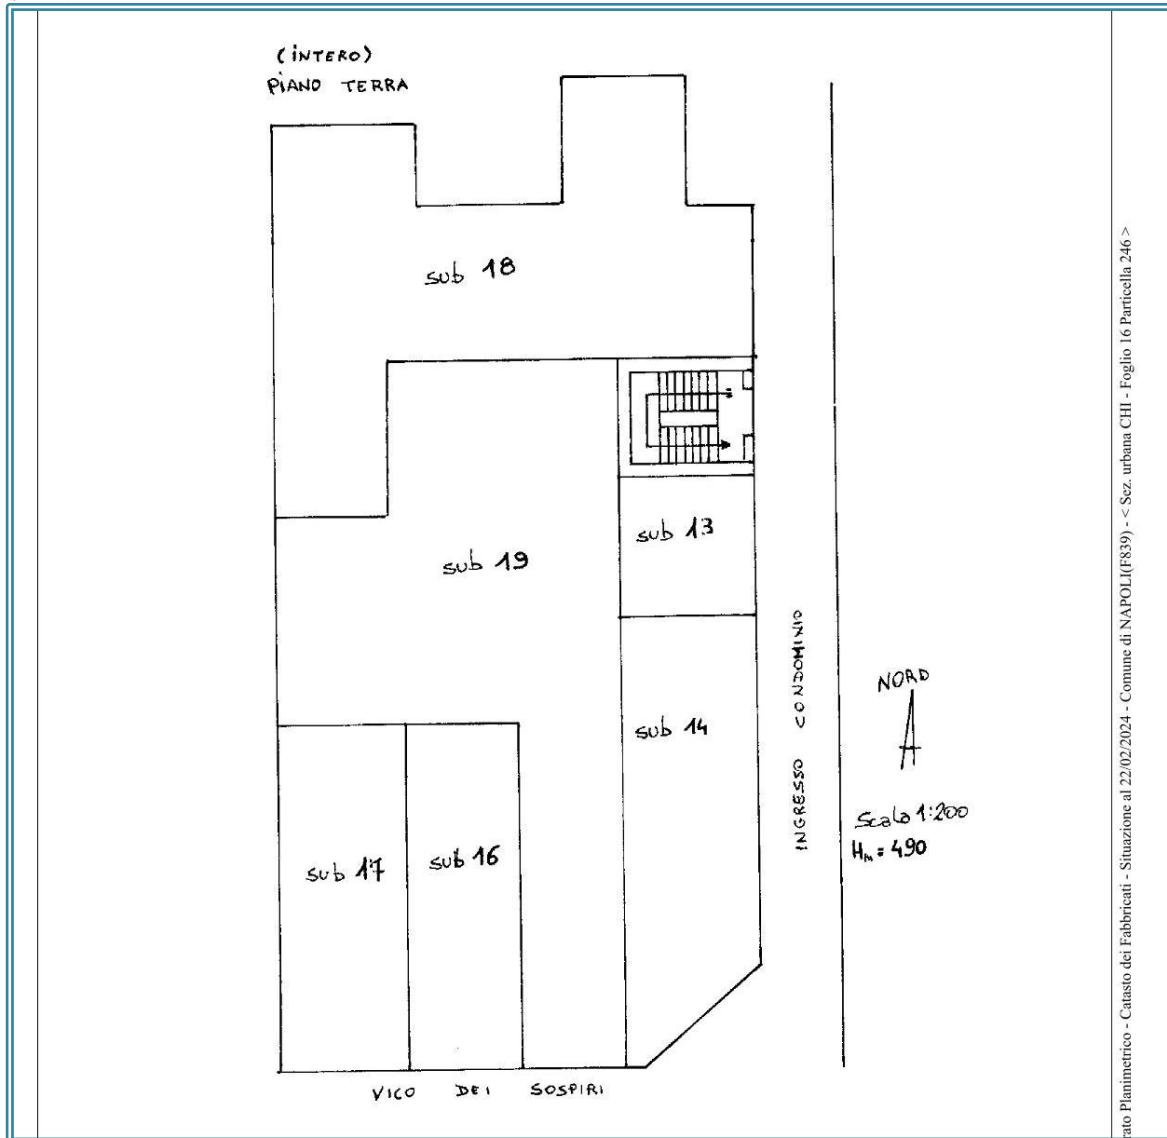 (INTERO)
PIANO TERRA
sub 18
sub 13
sub 19
sub 14
sub 17
sub 16
INGRESSO CONDOMINIO
NORD
Scala 1:200
Hm = 490
VICO DEI SOSPIRI
Planimetrico - Catasto dei Fabbricati - Situazione al 22/02/2024 - Comune di NAPOLI(F839) - < Sez. urbana CHI - Foglio 16 Particella 246 >